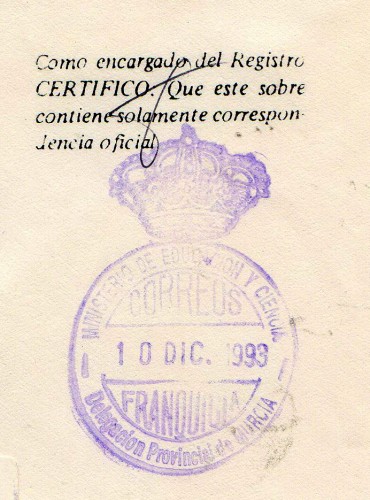 Como encargado del Registro
CERTIFICO: Que este sobre
contiene solamente correspon-
dencia oficial
MINISTERIO DE EDUCACION Y CIENCIA
CORREOS
10 DIC. 1993
FRANQUICIA
Delegación Provincial de MURCIA